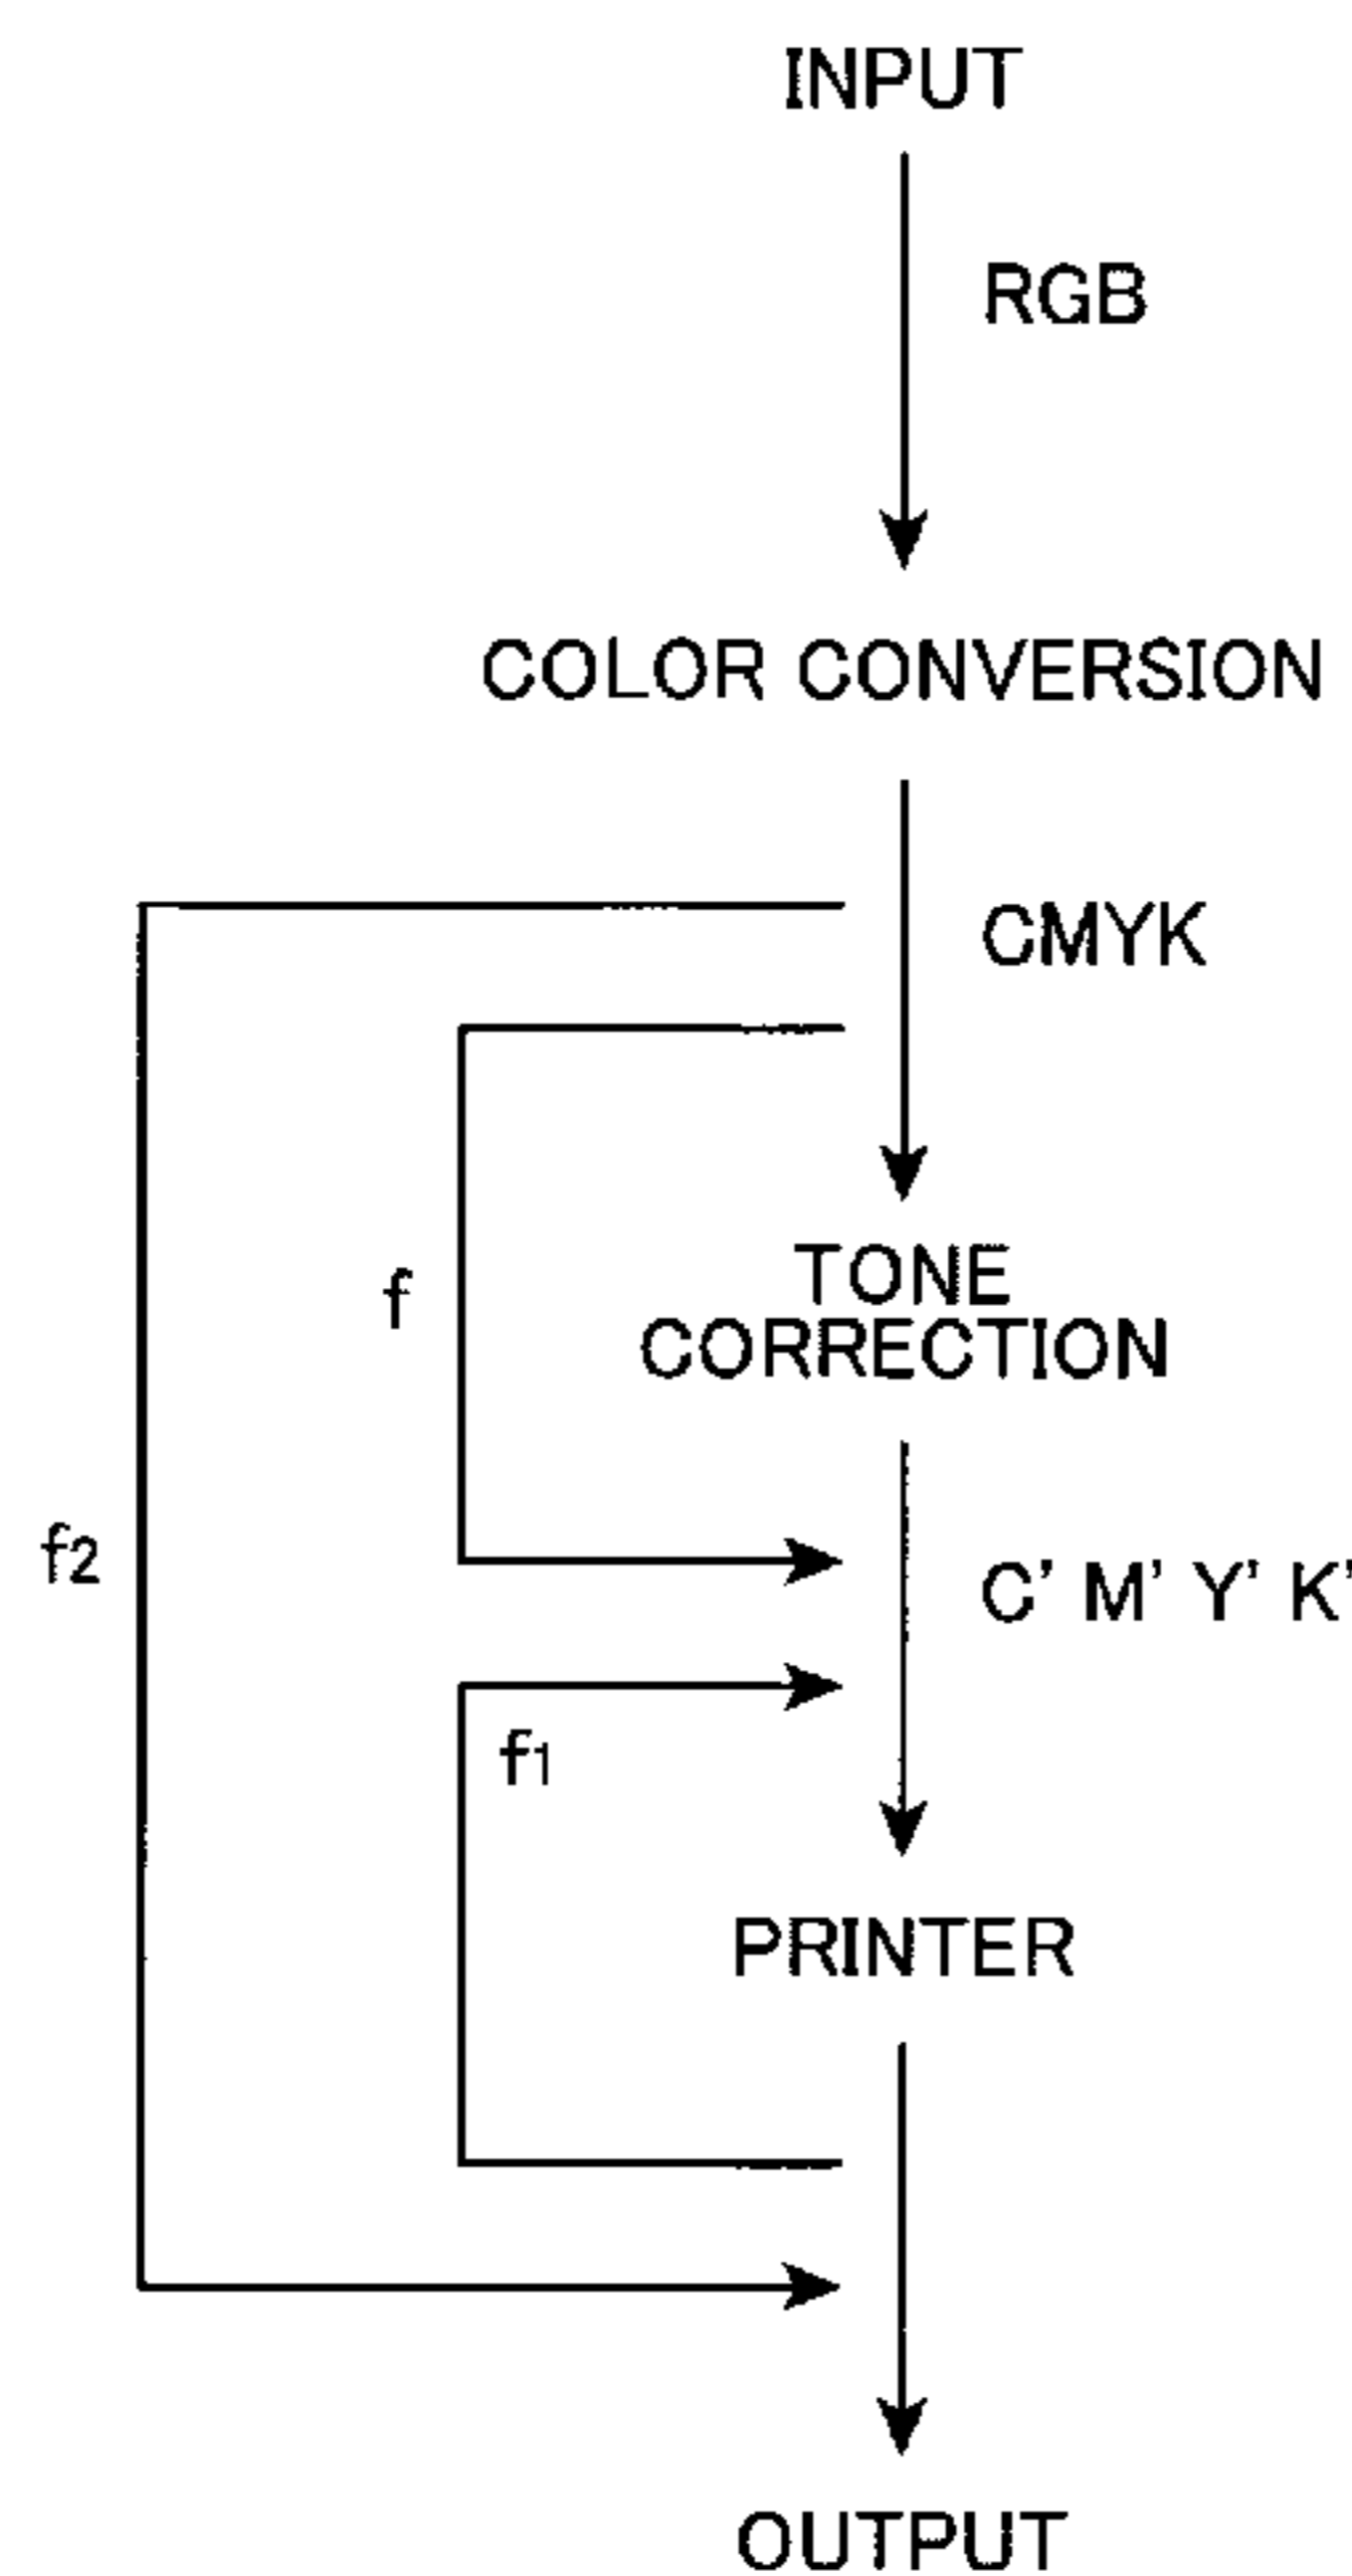 INPUT
RGB
COLOR CONVERSION
CMYK
f
TONE
CORRECTION
f2
C' M' Y' K'
f1
PRINTER
OUTPUT